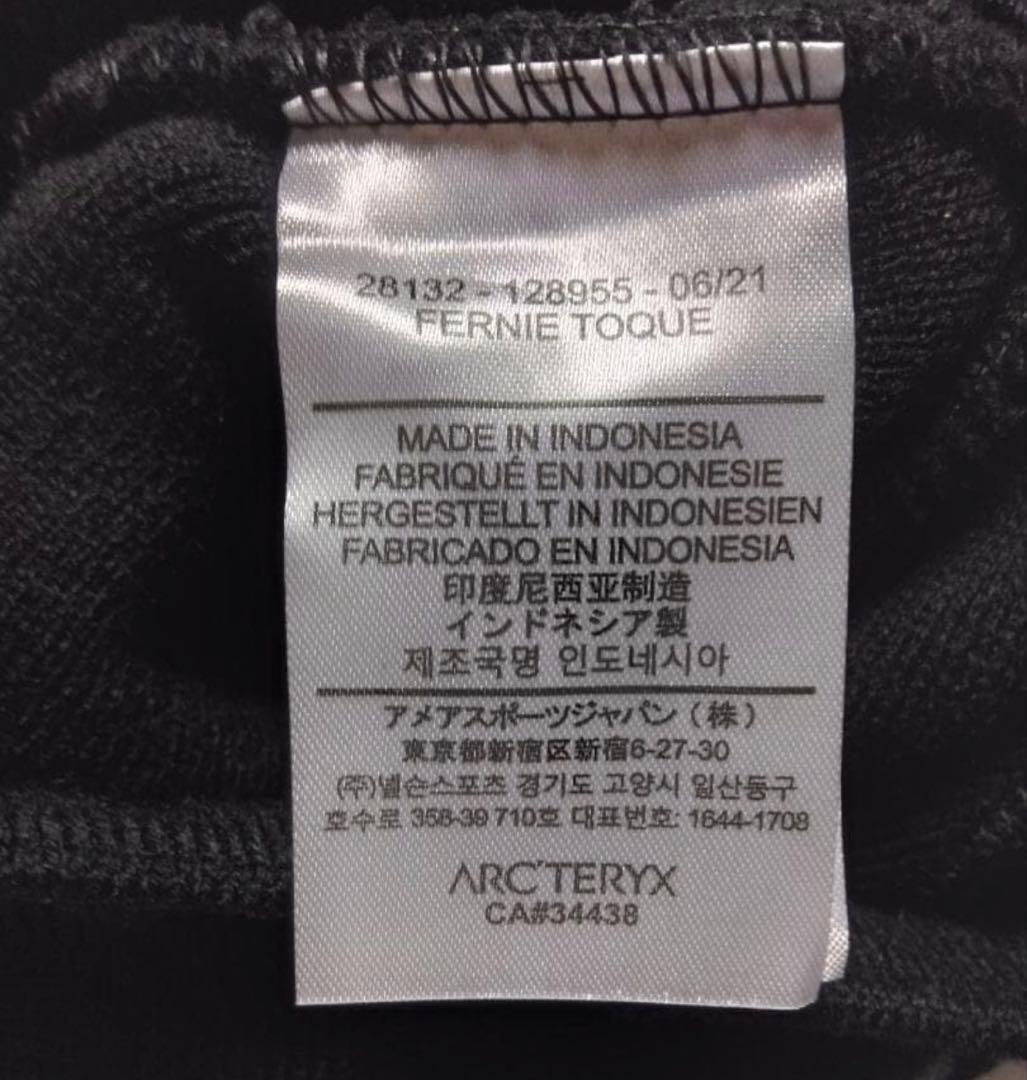 28132 - 128955 - 06/21
FERNIE TOQUE
MADE IN INDONESIA
FABRIQUÉ EN INDONESIE
HERGESTELLT IN INDONESIEN
FABRICADO EN INDONESIA
印度尼西亚制造
インドネシア製
제조국명 인도네시아
アメアスポーツジャパン（株）
東京都新宿区新宿6-27-30
(주)넬슨스포츠 경기도 고양시 일산동구
호수로 358-39 710호 대표번호: 1644-1708
ARC'TERYX
CA#34438